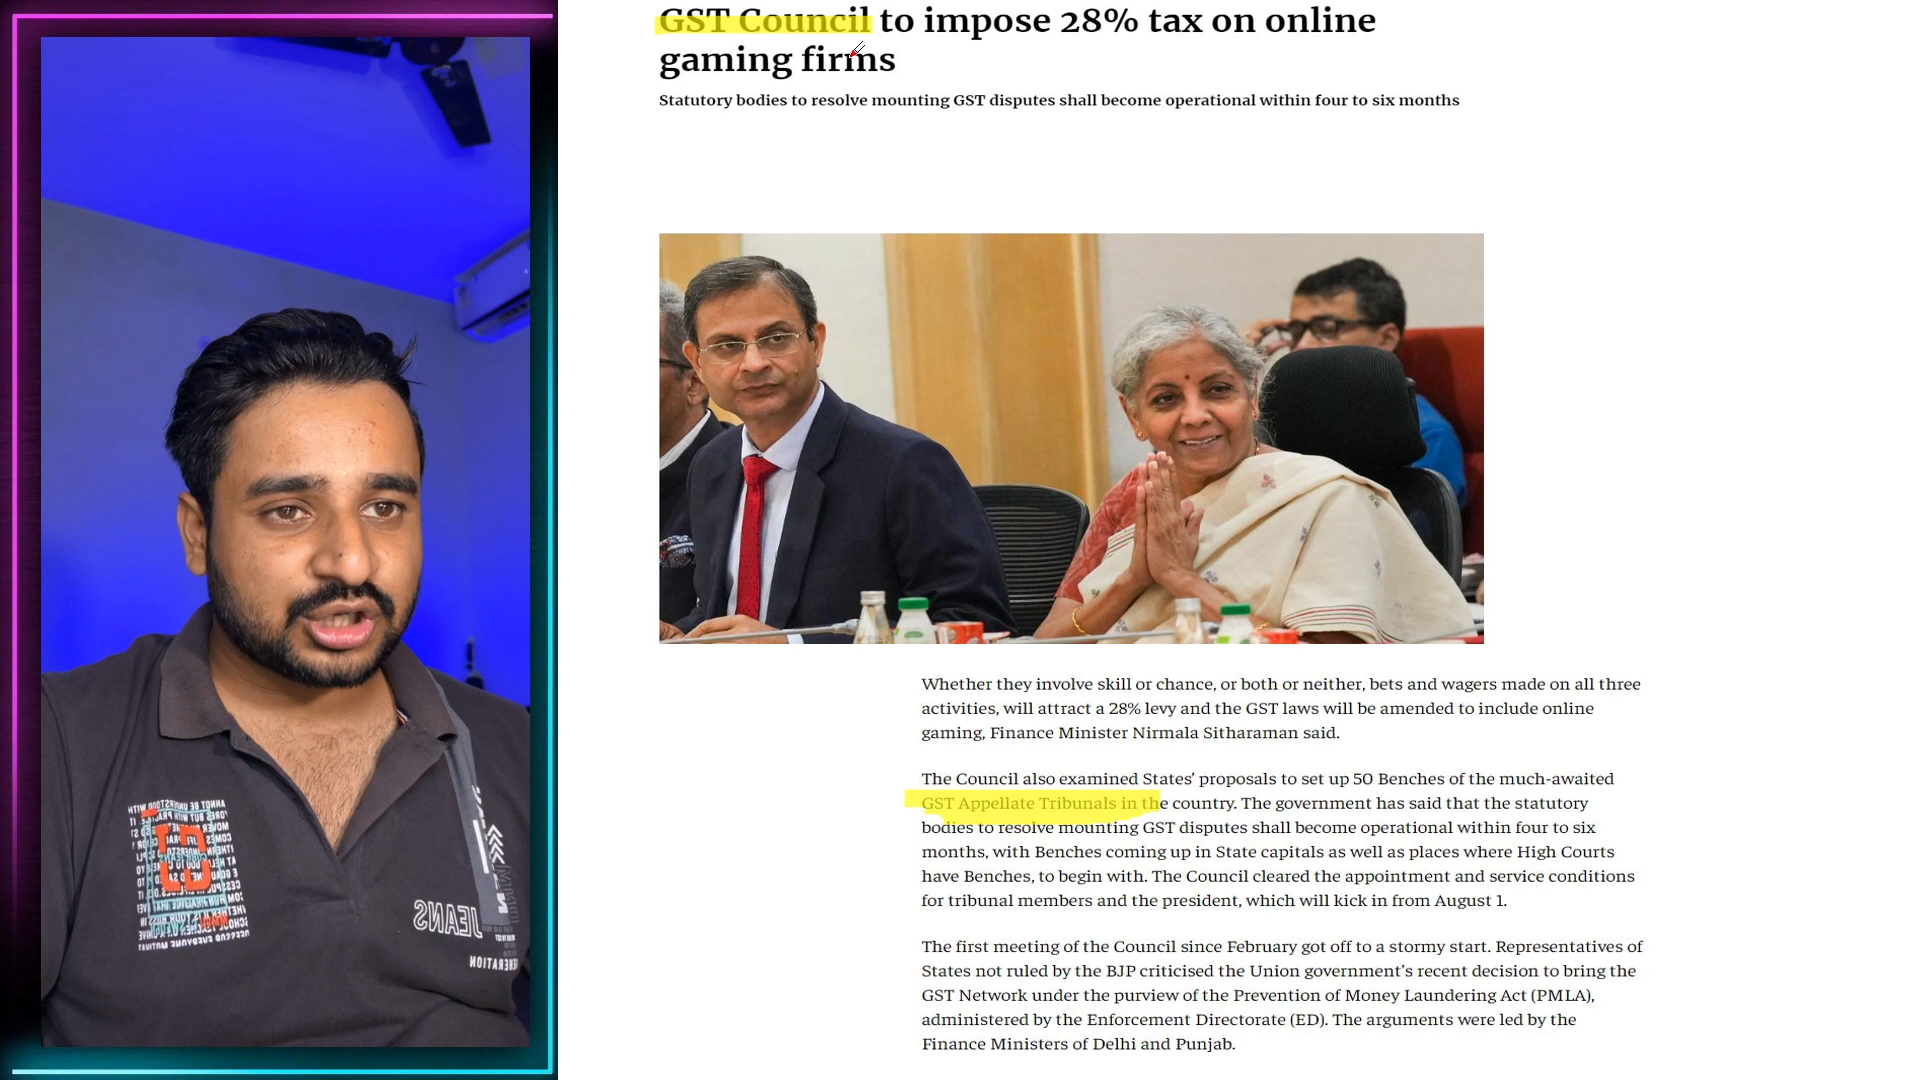 GST Council to impose 28% tax on online
gaming firms
Statutory bodies to resolve mounting GST disputes shall become operational within four to six months
Whether they involve skill or chance, or both or neither, bets and wagers made on all three
activities, will attract a 28% levy and the GST laws will be amended to include online
gaming, Finance Minister Nirmala Sitharaman said.
The Council also examined States’ proposals to set up 50 Benches of the much-awaited
GST Appellate Tribunals in the country. The government has said that the statutory
bodies to resolve mounting GST disputes shall become operational within four to six
months, with Benches coming up in State capitals as well as places where High Courts
have Benches, to begin with. The Council cleared the appointment and service conditions
for tribunal members and the president, which will kick in from August 1.
The first meeting of the Council since February got off to a stormy start. Representatives of
States not ruled by the BJP criticised the Union government’s recent decision to bring the
GST Network under the purview of the Prevention of Money Laundering Act (PMLA),
administered by the Enforcement Directorate (ED). The arguments were led by the
Finance Ministers of Delhi and Punjab.
JEANS